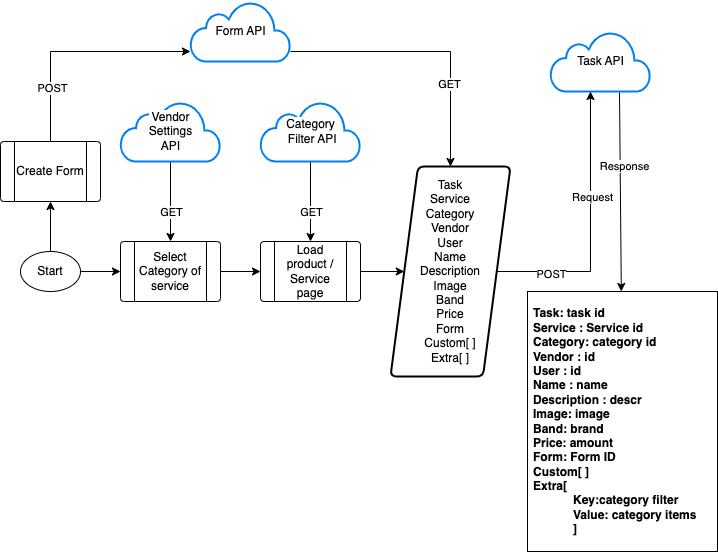 Form API
Task API
POST
GET
Vendor
Settings
API
Category
Filter API
Create Form
Response
Request
GET
GET
Start
Select
Category of
service
Load
product /
Service
page
Task
Service
Category
Vendor
User
Name
Description
Image
Band
Price
Form
Custom[ ]
Extra[ ]
POST
Task: task id
Service : Service id
Category: category id
Vendor : id
User : id
Name : name
Description : descr
Image: image
Band: brand
Price: amount
Form: Form ID
Custom[ ]
Extra[
Key:category filter
Value: category items
]